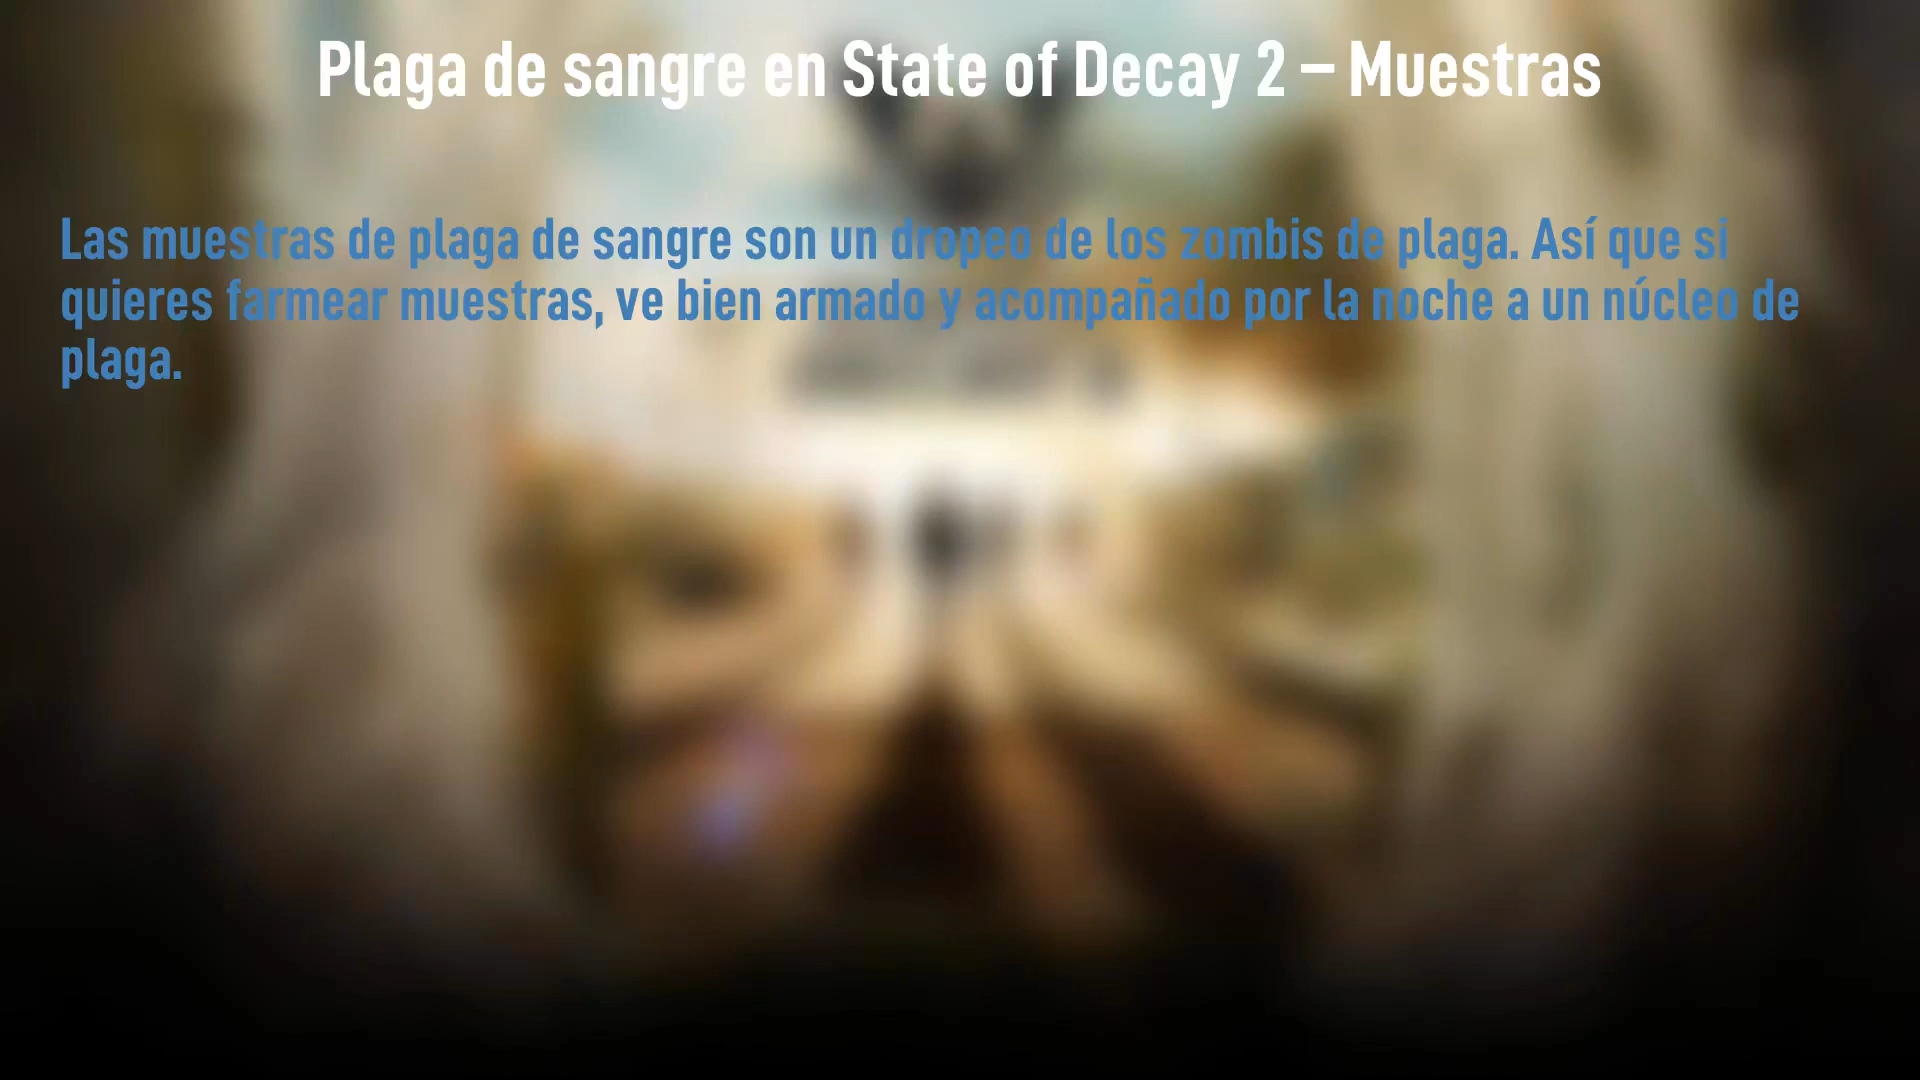 Plaga de sangre en State of Decay 2 – Muestras
Las muestras de plaga de sangre son un dropeo de los zombis de plaga. Así que si
quieres farmear muestras, ve bien armado y acompañado por la noche a un núcleo de
plaga.